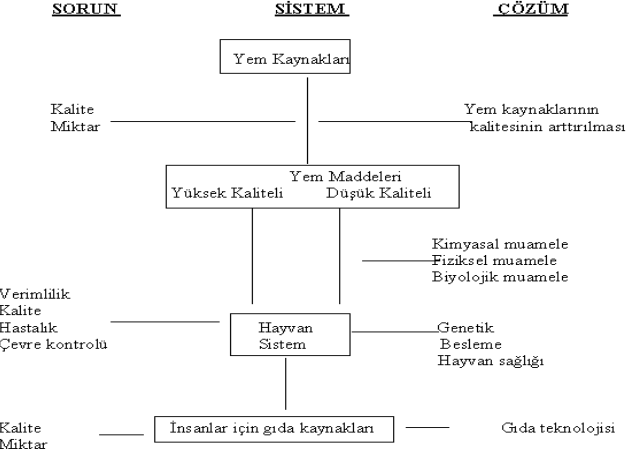 SORUN SİSTEM ÇÖZÜM
Yem Kaynakları
Kalite
Miktar
Yem kaynaklarının
kalitesinin arttırılması
Yem Maddeleri
Yüksek Kaliteli Düşük Kaliteli
Kimyasal muamele
Fiziksel muamele
Biyolojik muamele
Verimlilik
Kalite
Hastalık
Çevre kontrolü
Hayvan
Sistem
Genetik
Besleme
Hayvan sağlığı
Kalite
Miktar
İnsanlar için gıda kaynakları
Gıda teknolojisi